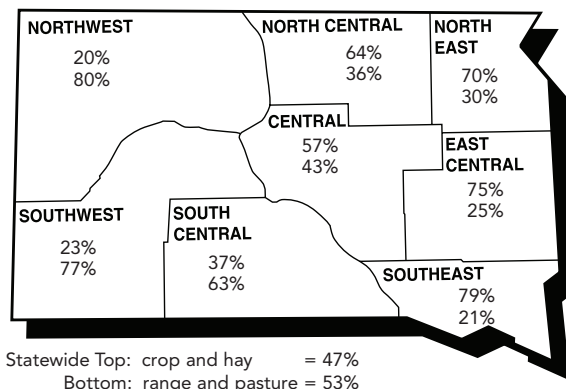 NORTHWEST
20%
80%
NORTH CENTRAL
64%
36%
NORTH
EAST
70%
30%
CENTRAL
57%
43%
EAST
CENTRAL
75%
25%
SOUTHWEST
23%
77%
SOUTH
CENTRAL
37%
63%
SOUTHEAST
79%
21%
Statewide Top: crop and hay = 47%
Bottom: range and pasture = 53%